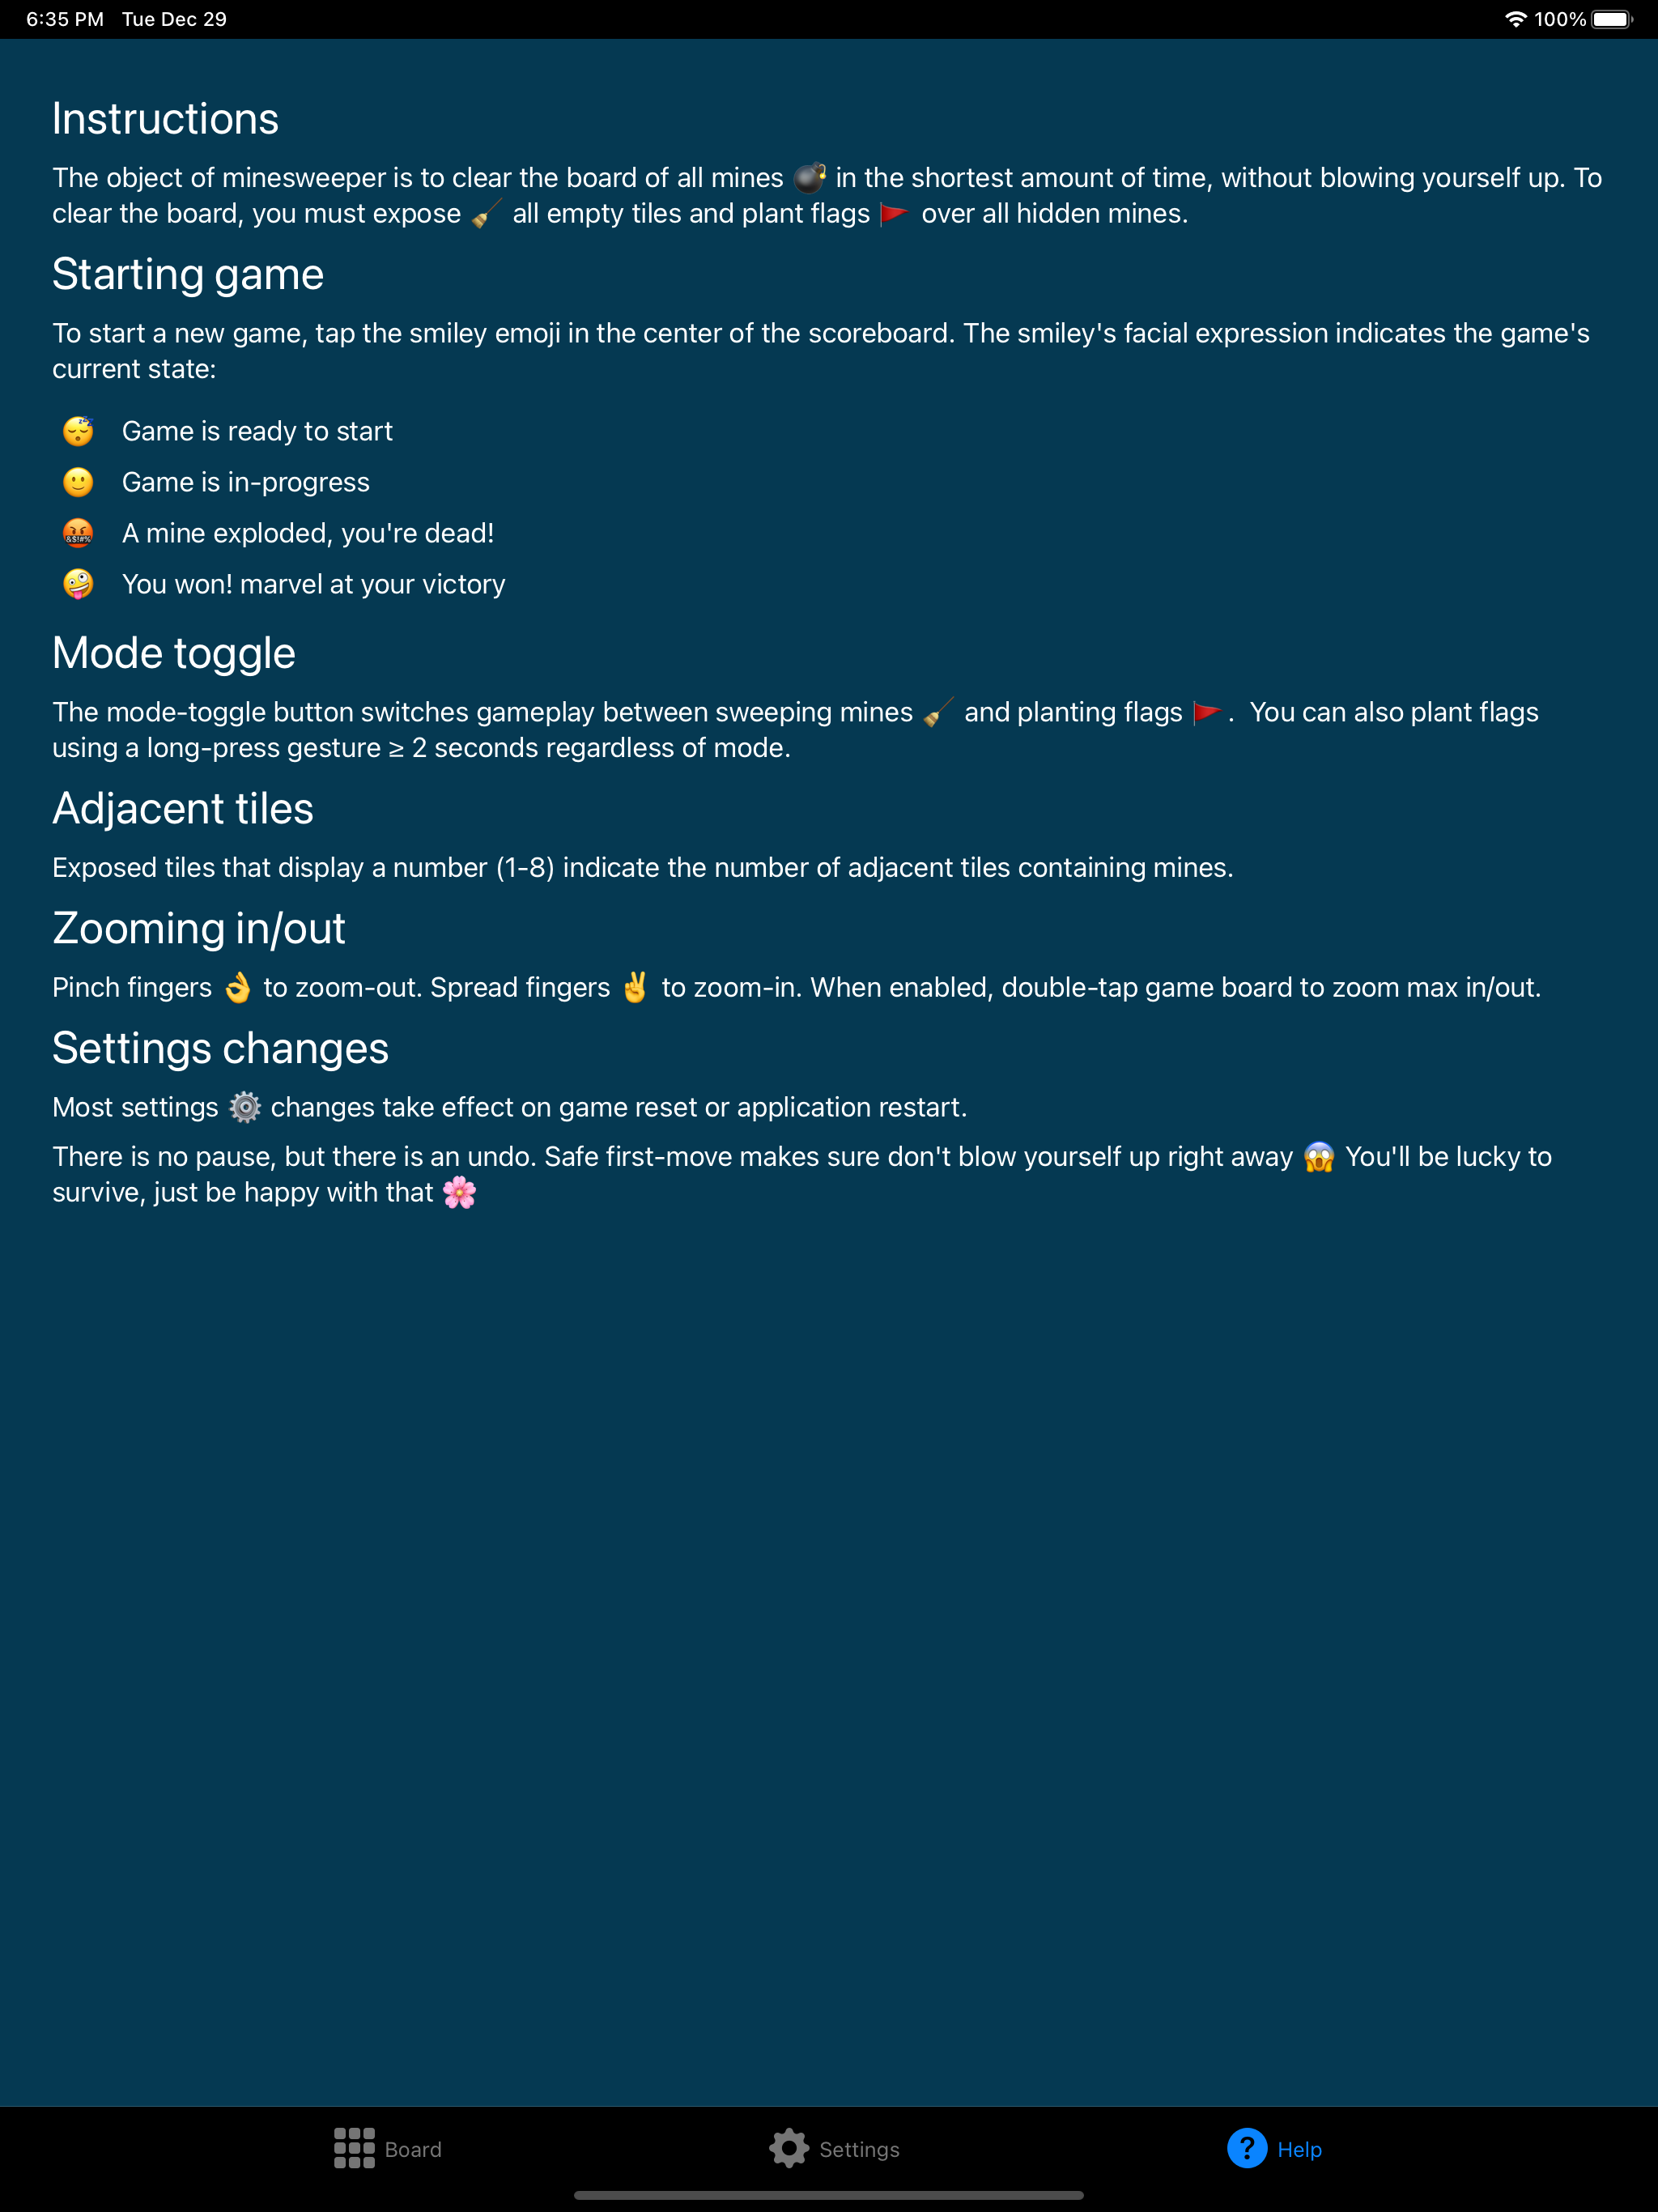 6:35 PM Tue Dec 29
100%
Instructions
The object of minesweeper is to clear the board of all mines 💣 in the shortest amount of time, without blowing yourself up. To
clear the board, you must expose 🧹 all empty tiles and plant flags 🚩 over all hidden mines.
Starting game
To start a new game, tap the smiley emoji in the center of the scoreboard. The smiley's facial expression indicates the game's
current state:
😴 Game is ready to start
🙂 Game is in-progress
🤬 A mine exploded, you're dead!
🤪 You won! marvel at your victory
Mode toggle
The mode-toggle button switches gameplay between sweeping mines 🧹 and planting flags 🚩. You can also plant flags
using a long-press gesture ≥ 2 seconds regardless of mode.
Adjacent tiles
Exposed tiles that display a number (1-8) indicate the number of adjacent tiles containing mines.
Zooming in/out
Pinch fingers 👌 to zoom-out. Spread fingers ✌️ to zoom-in. When enabled, double-tap game board to zoom max in/out.
Settings changes
Most settings ⚙️ changes take effect on game reset or application restart.
There is no pause, but there is an undo. Safe first-move makes sure don't blow yourself up right away 😱 You'll be lucky to
survive, just be happy with that 🌸
Board
Settings
? Help